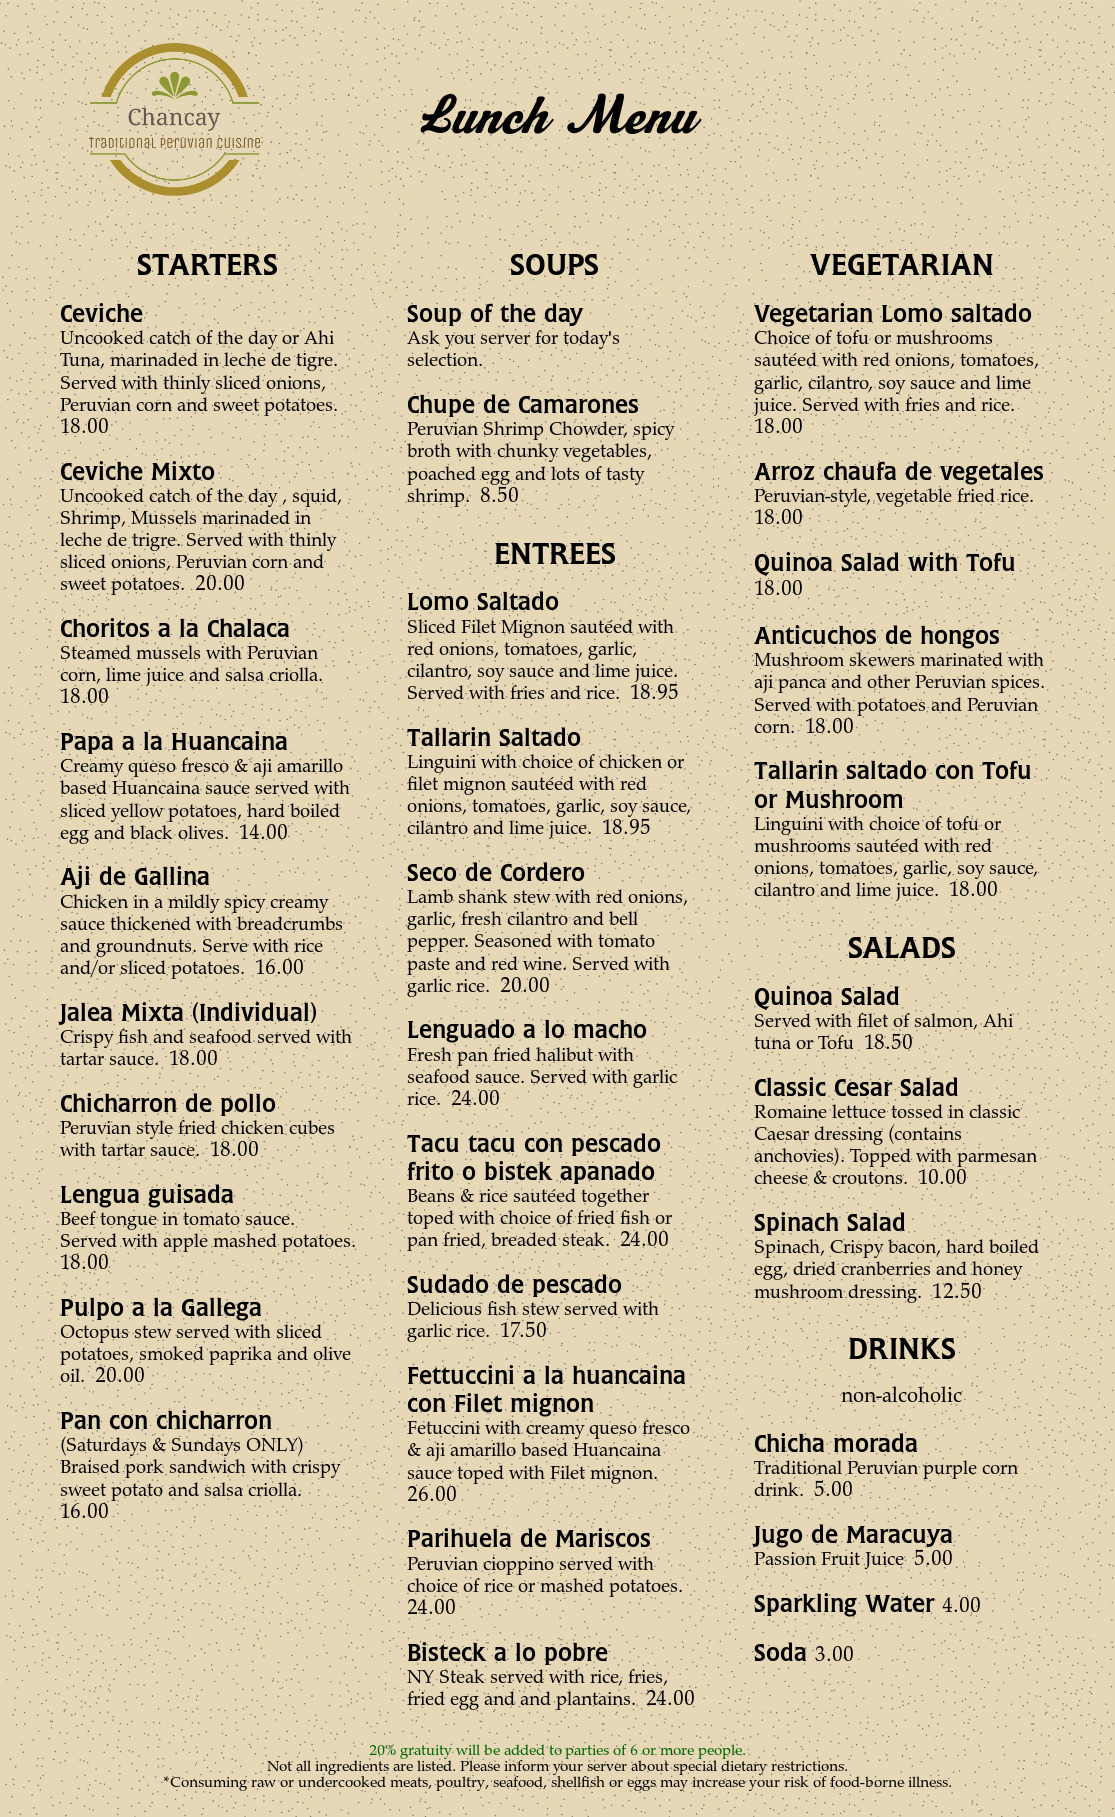 Chancay
Traditional Peruvian Cuisine
Lunch Menu
STARTERS
Ceviche
Uncooked catch of the day or Ahi
Tuna, marinaded in leche de tigre.
Served with thinly sliced onions,
Peruvian corn and sweet potatoes.
18.00
Ceviche Mixto
Uncooked catch of the day , squid,
Shrimp, Mussels marinaded in
leche de trigre. Served with thinly
sliced onions, Peruvian corn and
sweet potatoes. 20.00
Choritos a la Chalaca
Steamed mussels with Peruvian
corn, lime juice and salsa criolla.
18.00
Papa a la Huancaina
Creamy queso fresco & aji amarillo
based Huancaina sauce served with
sliced yellow potatoes, hard boiled
egg and black olives. 14.00
Aji de Gallina
Chicken in a mildly spicy creamy
sauce thickened with breadcrumbs
and groundnuts. Serve with rice
and/or sliced potatoes. 16.00
Jalea Mixta (Individual)
Crispy fish and seafood served with
tartar sauce. 18.00
Chicharron de pollo
Peruvian style fried chicken cubes
with tartar sauce. 18.00
Lengua guisada
Beef tongue in tomato sauce.
Served with apple mashed potatoes.
18.00
Pulpo a la Gallega
Octopus stew served with sliced
potatoes, smoked paprika and olive
oil. 20.00
Pan con chicharron
(Saturdays & Sundays ONLY)
Braised pork sandwich with crispy
sweet potato and salsa criolla.
16.00
SOUPS
Soup of the day
Ask you server for today's
selection.
Chupe de Camarones
Peruvian Shrimp Chowder, spicy
broth with chunky vegetables,
poached egg and lots of tasty
shrimp. 8.50
ENTREES
Lomo Saltado
Sliced Filet Mignon sautéed with
red onions, tomatoes, garlic,
cilantro, soy sauce and lime juice.
Served with fries and rice. 18.95
Tallarin Saltado
Linguini with choice of chicken or
filet mignon sautéed with red
onions, tomatoes, garlic, soy sauce,
cilantro and lime juice. 18.95
Seco de Cordero
Lamb shank stew with red onions,
garlic, fresh cilantro and bell
pepper. Seasoned with tomato
paste and red wine. Served with
garlic rice. 20.00
Lenguado a lo macho
Fresh pan fried halibut with
seafood sauce. Served with garlic
rice. 24.00
Tacu tacu con pescado
frito o bistek apanado
Beans & rice sautéed together
toped with choice of fried fish or
pan fried, breaded steak. 24.00
Sudado de pescado
Delicious fish stew served with
garlic rice. 17.50
Fettuccini a la huancaina
con Filet mignon
Fetuccini with creamy queso fresco
& aji amarillo based Huancaina
sauce toped with Filet mignon.
26.00
Parihuela de Mariscos
Peruvian cioppino served with
choice of rice or mashed potatoes.
24.00
Bisteck a lo pobre
NY Steak served with rice, fries,
fried egg and and plantains. 24.00
VEGETARIAN
Vegetarian Lomo saltado
Choice of tofu or mushrooms
sautéed with red onions, tomatoes,
garlic, cilantro, soy sauce and lime
juice. Served with fries and rice.
18.00
Arroz chaufa de vegetales
Peruvian-style, vegetable fried rice.
18.00
Quinoa Salad with Tofu
18.00
Anticuchos de hongos
Mushroom skewers marinated with
aji panca and other Peruvian spices.
Served with potatoes and Peruvian
corn. 18.00
Tallarin saltado con Tofu
or Mushroom
Linguini with choice of tofu or
mushrooms sautéed with red
onions, tomatoes, garlic, soy sauce,
cilantro and lime juice. 18.00
SALADS
Quinoa Salad
Served with filet of salmon, Ahi
tuna or Tofu 18.50
Classic Cesar Salad
Romaine lettuce tossed in classic
Caesar dressing (contains
anchovies). Topped with parmesan
cheese & croutons. 10.00
Spinach Salad
Spinach, Crispy bacon, hard boiled
egg, dried cranberries and honey
mushroom dressing. 12.50
DRINKS
non-alcoholic
Chicha morada
Traditional Peruvian purple corn
drink. 5.00
Jugo de Maracuya
Passion Fruit Juice 5.00
Sparkling Water 4.00
Soda 3.00
20% gratuity will be added to parties of 6 or more people.
Not all ingredients are listed. Please inform your server about special dietary restrictions.
*Consuming raw or undercooked meats, poultry, seafood, shellfish or eggs may increase your risk of food-borne illness.